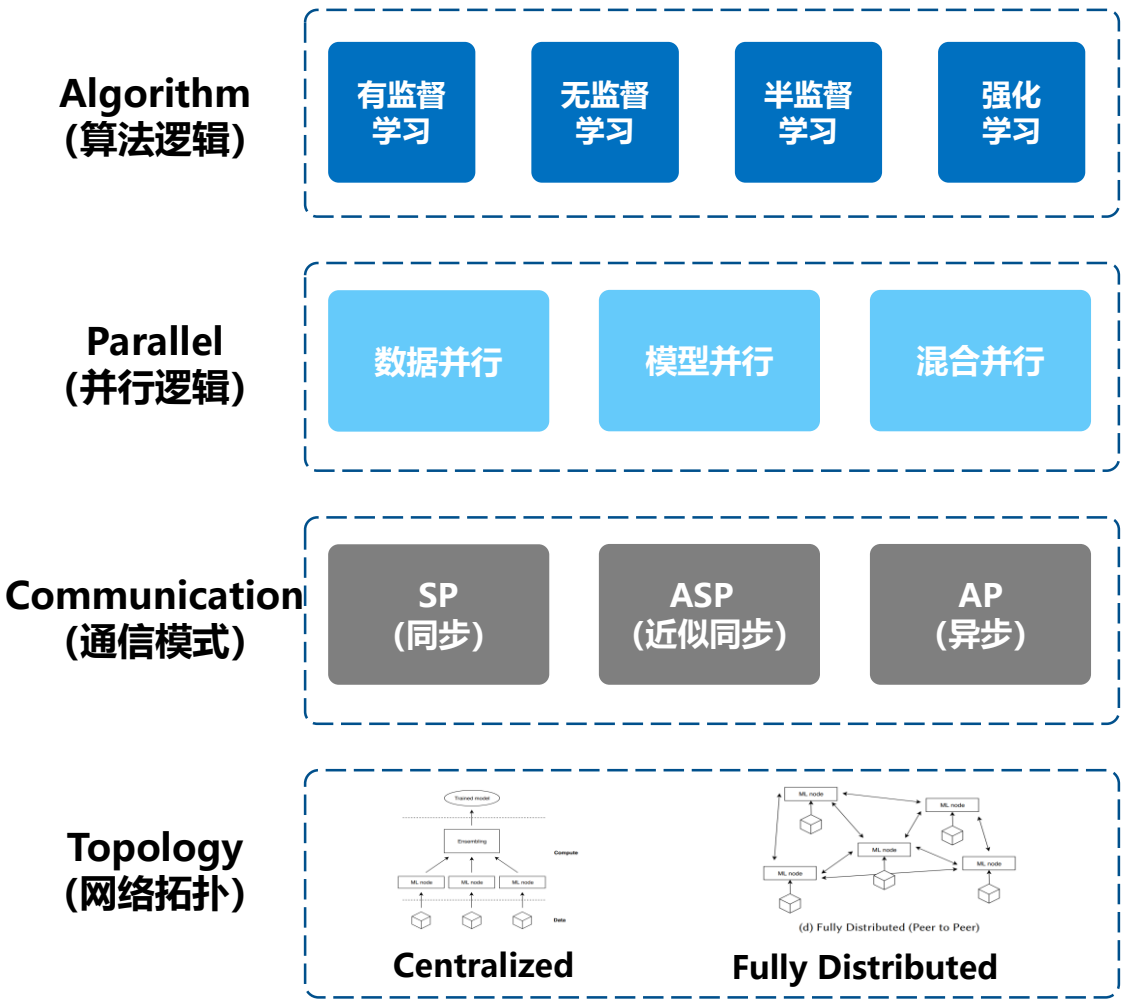 Algorithm
(算法逻辑)
有监督
学习
无监督
学习
半监督
学习
强化
学习
Parallel
(并行逻辑)
数据并行
模型并行
混合并行
Communication
(通信模式)
SP
(同步)
ASP
(近似同步)
AP
(异步)
Topology
(网络拓扑)
Trained model
Ensembling
Compute
ML node
ML node
ML node
Data
Centralized
ML node
ML node
ML node
ML node
ML node
(d) Fully Distributed (Peer to Peer)
Fully Distributed